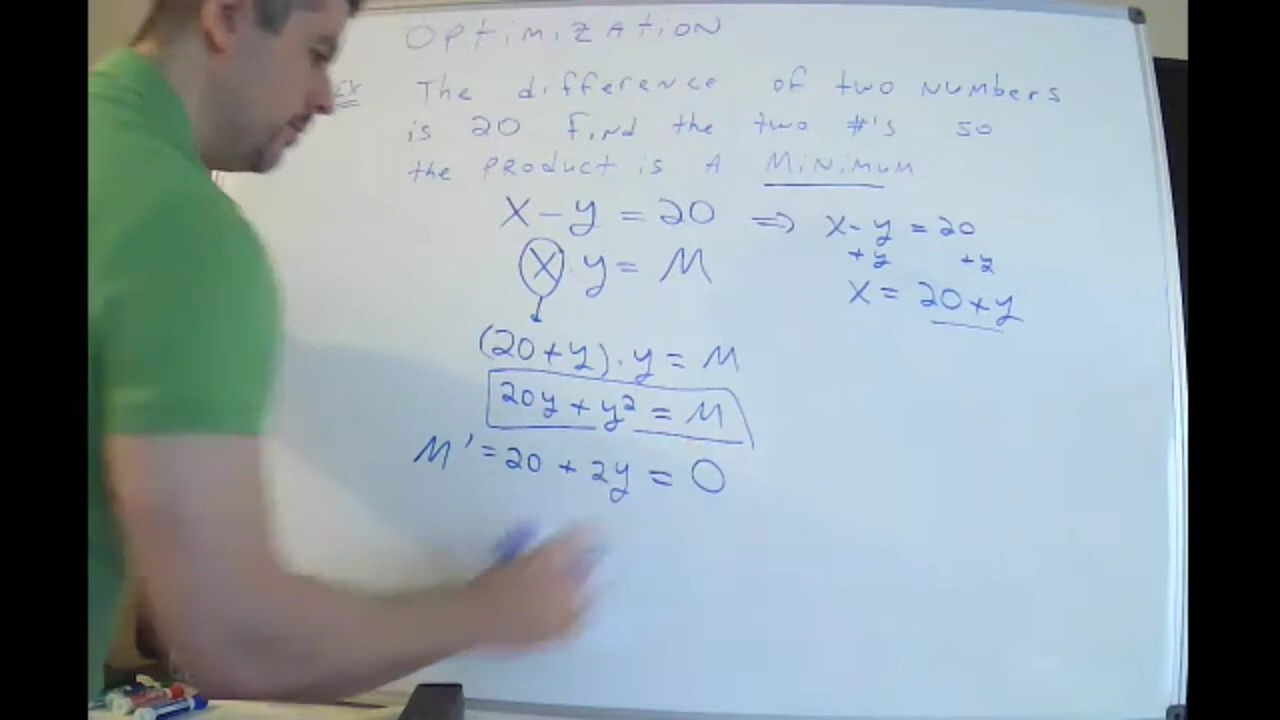 OPtimiZATION
EX The difference of two Numbers
is 20 Find the two #'s so
the PRoduct is A MiNimuM
X - y = 20 ⇒ X - y = 20
+y +y
X · y = M
X = 20 + y
(20 + y) · y = M
20y + y² = M
M' = 20 + 2y = 0